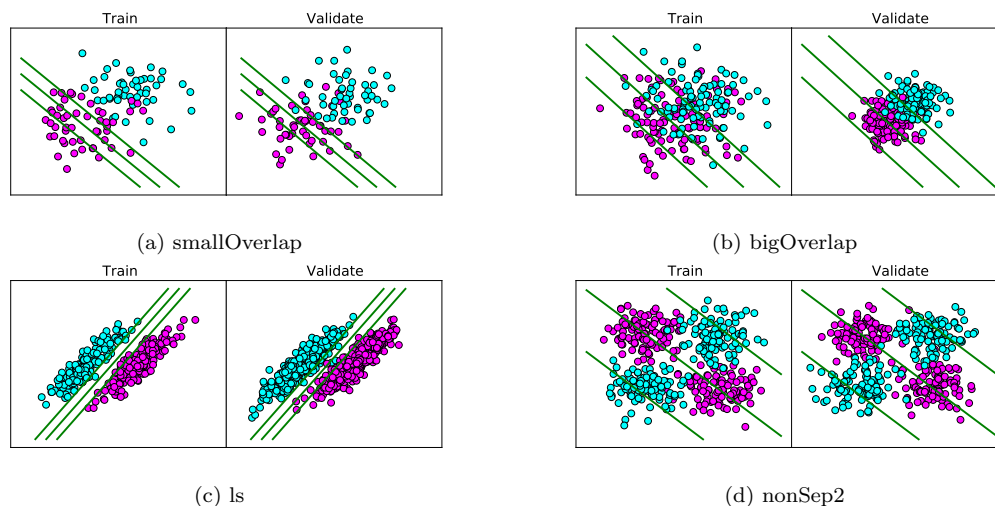 Train
Validate
Train
Validate
(a) smallOverlap
(b) bigOverlap
Train
Validate
Train
Validate
(c) ls
(d) nonSep2